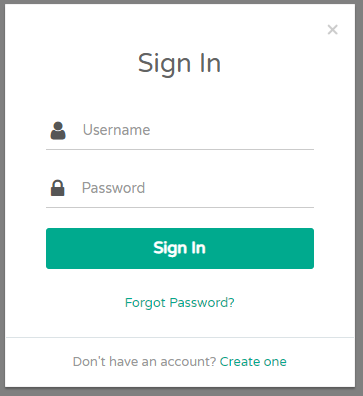 ×
Sign In
Username
Password
Sign In
Forgot Password?
Don't have an account? Create one